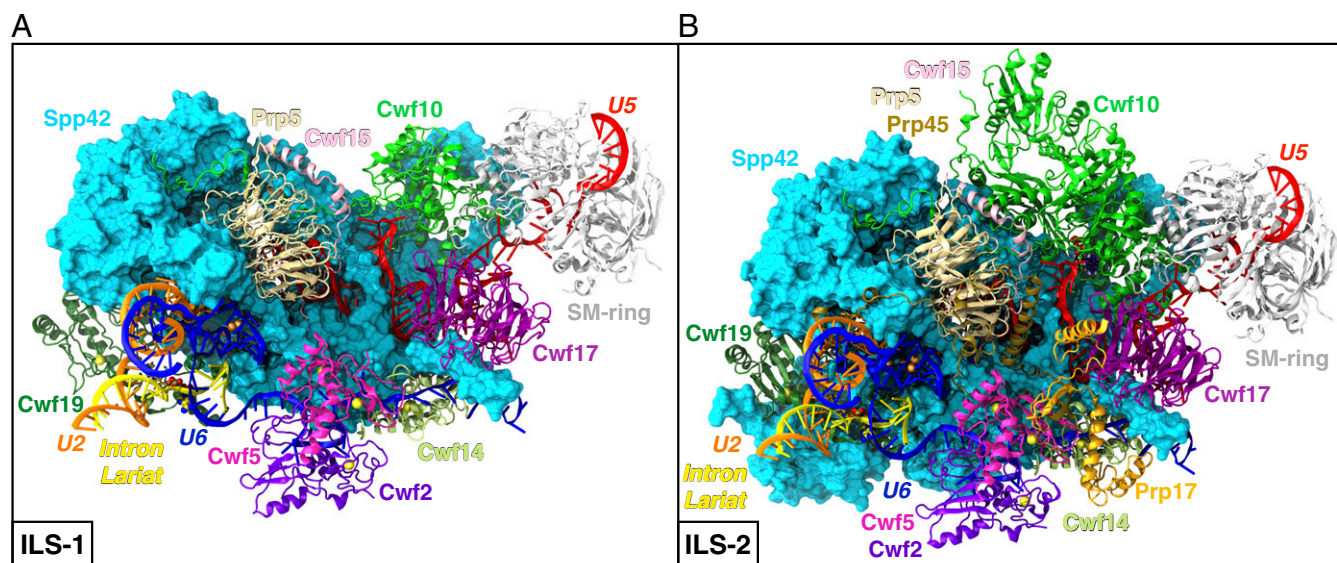 A
Spp42
Prp5
Cwf15
Cwf10
U5
SM-ring
Cwf17
Cwf19
U2
Intron
Lariat
U6
Cwf5
Cwf14
Cwf2
ILS-1
B
Cwf15
Prp5
Prp45
Cwf10
Spp42
U5
SM-ring
Cwf19
Cwf17
U2
Intron
Lariat
U6
Prp17
Cwf5
Cwf14
Cwf2
ILS-2